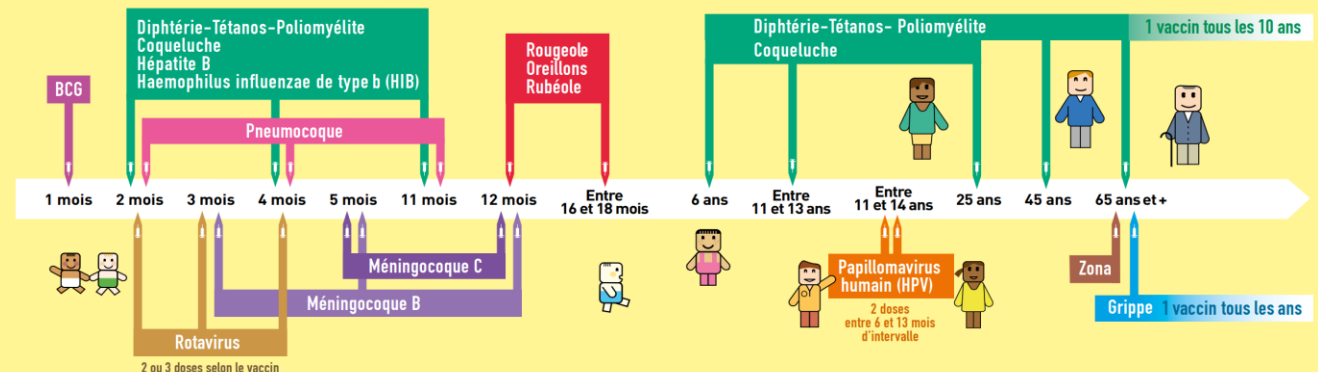 Diphtérie-Tétanos-Poliomyélite
Coqueluche
Hépatite B
Haemophilus influenzae de type b (HIB)
BCG
Pneumocoque
Rougeole
Oreillons
Rubéole
Diphtérie-Tétanos- Poliomyélite
Coqueluche
1 vaccin tous les 10 ans
1 mois
2 mois
3 mois
4 mois
5 mois
11 mois
12 mois
Entre
16 et 18 mois
6 ans
Entre
11 et 13 ans
Entre
11 et 14 ans
25 ans
45 ans
65 ans et +
Méningocoque C
Méningocoque B
Rotavirus
2 ou 3 doses selon le vaccin
Papillomavirus
humain (HPV)
2 doses
entre 6 et 13 mois
d'intervalle
Zona
Grippe 1 vaccin tous les ans